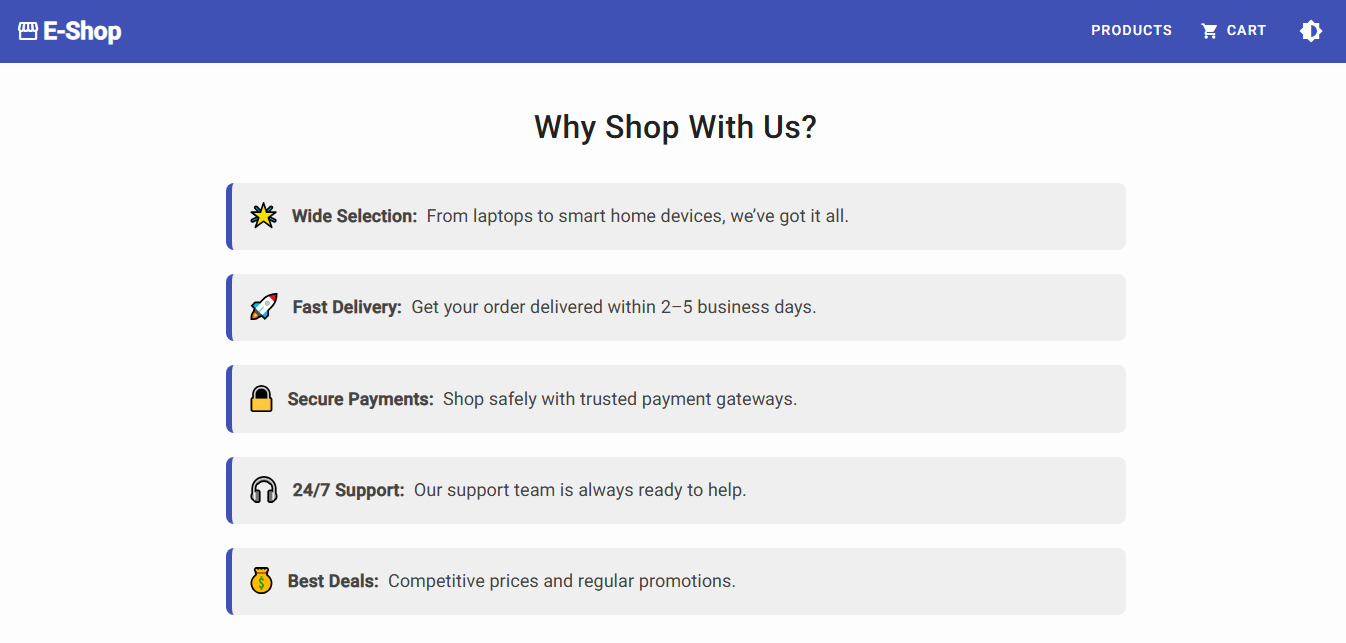 E-Shop
PRODUCTS
CART
Why Shop With Us?
Wide Selection: From laptops to smart home devices, we’ve got it all.
Fast Delivery: Get your order delivered within 2–5 business days.
Secure Payments: Shop safely with trusted payment gateways.
24/7 Support: Our support team is always ready to help.
Best Deals: Competitive prices and regular promotions.